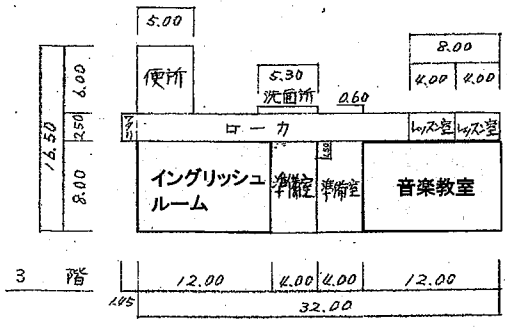 5.00
8.00
5.30
4.00 4.00
便所
洗面所
0.60
6.00
2.50
16.50
8.00
ローカ
レッスン室 レッスン室
1.50
イングリッシュ
ルーム
準備室
準備室
音楽教室
3 階
12.00 4.00 4.00 12.00
1.45
32.00